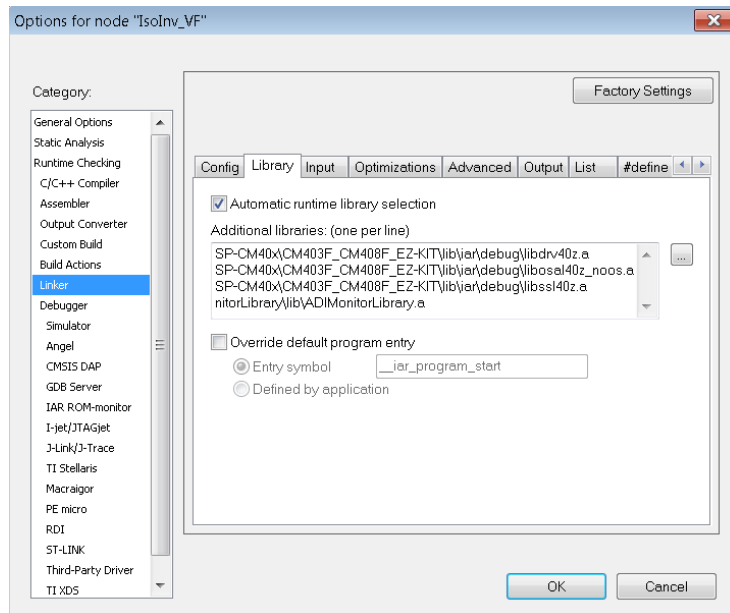 Options for node "IsoInv_VF"
Category:
Factory Settings
General Options
Static Analysis
Runtime Checking
C/C++ Compiler
Assembler
Output Converter
Custom Build
Build Actions
Linker
Debugger
Simulator
Angel
CMSIS DAP
GDB Server
IAR ROM-monitor
I-jet/JTAGjet
J-Link/J-Trace
TI Stellaris
Macraigor
PE micro
RDI
ST-LINK
Third-Party Driver
TI XDS
Config Library Input Optimizations Advanced Output List #define
Automatic runtime library selection
Additional libraries: (one per line)
SP-CM40x\CM403F_CM408F_EZ-KIT\lib\iar\debug\libdrv40z.a
SP-CM40x\CM403F_CM408F_EZ-KIT\lib\iar\debug\libosal40z_noos.a
SP-CM40x\CM403F_CM408F_EZ-KIT\lib\iar\debug\libssl40z.a
nitorLibrary\lib\ADIMonitorLibrary.a
...
Override default program entry
Entry symbol
__iar_program_start
Defined by application
OK
Cancel